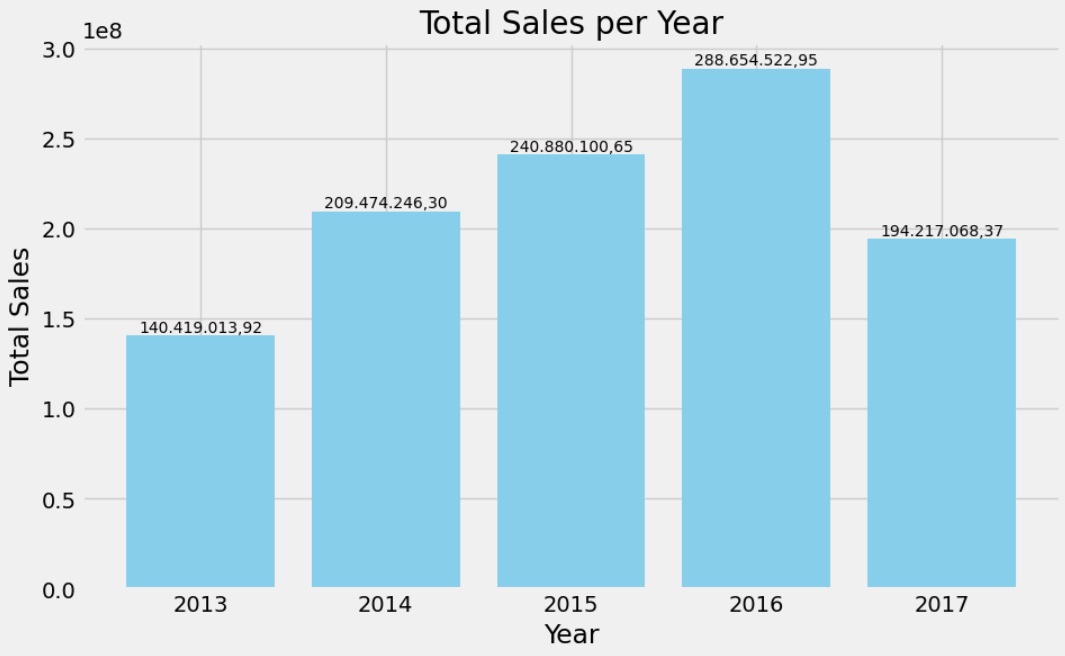 Total Sales per Year
1e8
3.0
2.5
2.0
1.5
1.0
0.5
0.0
Total Sales
140.419.013,92
209.474.246,30
240.880.100,65
288.654.522,95
194.217.068,37
2013 2014 2015 2016 2017
Year